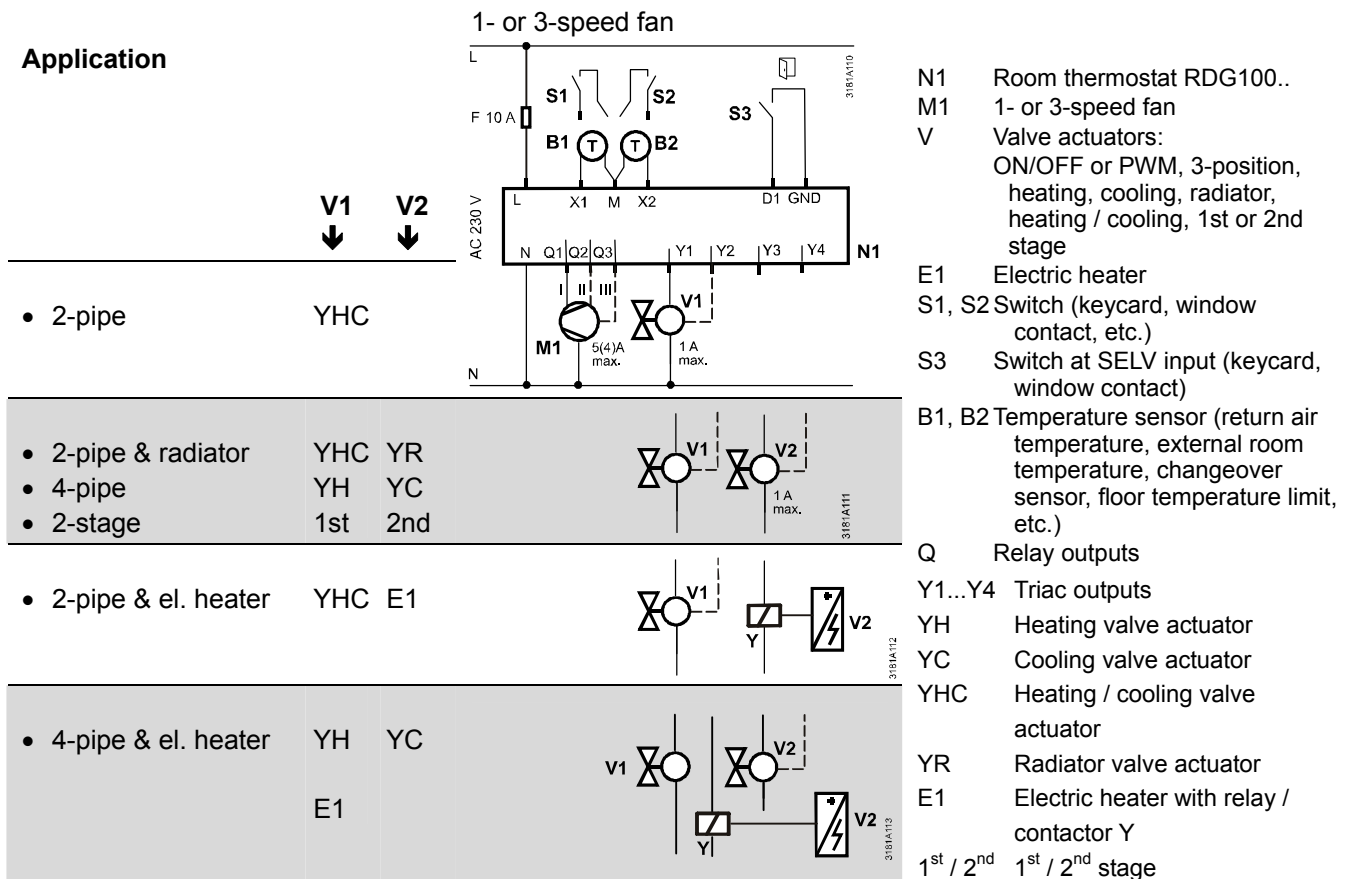 1- or 3-speed fan
Application
V1 V2
L
F 10 A
S1 S2
S3
B1 T T B2
3181A110
AC 230 V
L X1 M X2 D1 GND
N Q1 Q2 Q3 Y1 Y2 Y3 Y4 N1
I II III
V1
M1
5(4)A
max.
1 A
max.
N
• 2-pipe YHC
• 2-pipe & radiator YHC YR
• 4-pipe YH YC
• 2-stage 1st 2nd
V1 V2
1 A
max.
3181A111
• 2-pipe & el. heater YHC E1
V1
Y
V2
3181A112
• 4-pipe & el. heater YH YC
E1
V1 V2
Y
V2
3181A113
N1 Room thermostat RDG100..
M1 1- or 3-speed fan
V Valve actuators:
ON/OFF or PWM, 3-position,
heating, cooling, radiator,
heating / cooling, 1st or 2nd
stage
E1 Electric heater
S1, S2 Switch (keycard, window
contact, etc.)
S3 Switch at SELV input (keycard,
window contact)
B1, B2 Temperature sensor (return air
temperature, external room
temperature, changeover
sensor, floor temperature limit,
etc.)
Q Relay outputs
Y1...Y4 Triac outputs
YH Heating valve actuator
YC Cooling valve actuator
YHC Heating / cooling valve
actuator
YR Radiator valve actuator
E1 Electric heater with relay /
contactor Y
1st / 2nd 1st / 2nd stage